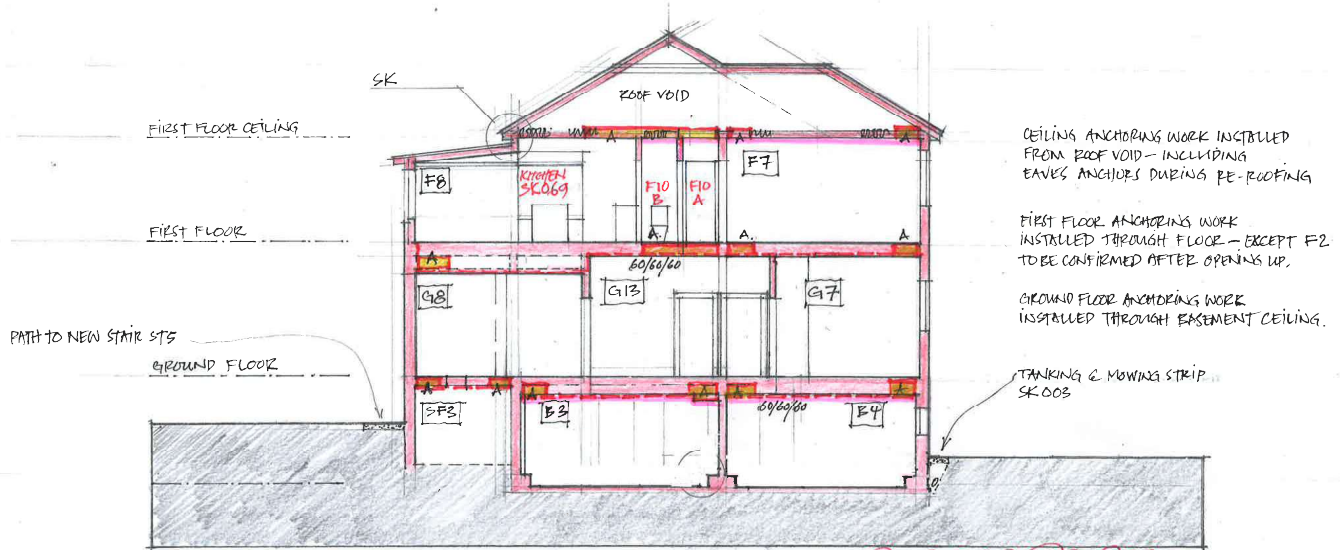 SK
ROOF VOID
FIRST FLOOR CEILING
A
A
A
CEILING ANCHORING WORK INSTALLED
FROM ROOF VOID – INCLUDING
EAVES ANCHORS DURING RE-ROOFING
F8
KITCHEN
SK069
F10
B
F10
A
F7
FIRST FLOOR
A.
A.
A
FIRST FLOOR ANCHORING WORK
INSTALLED THROUGH FLOOR – EXCEPT F2
TO BE CONFIRMED AFTER OPENING UP.
A
60/60/60
G8
G13
G7
GROUND FLOOR ANCHORING WORK
INSTALLED THROUGH BASEMENT CEILING.
PATH TO NEW STAIR ST5
GROUND FLOOR
A
A
A
A
A
A
TANKING & MOWING STRIP
SK003
SF3
B3
60/60/60
B4